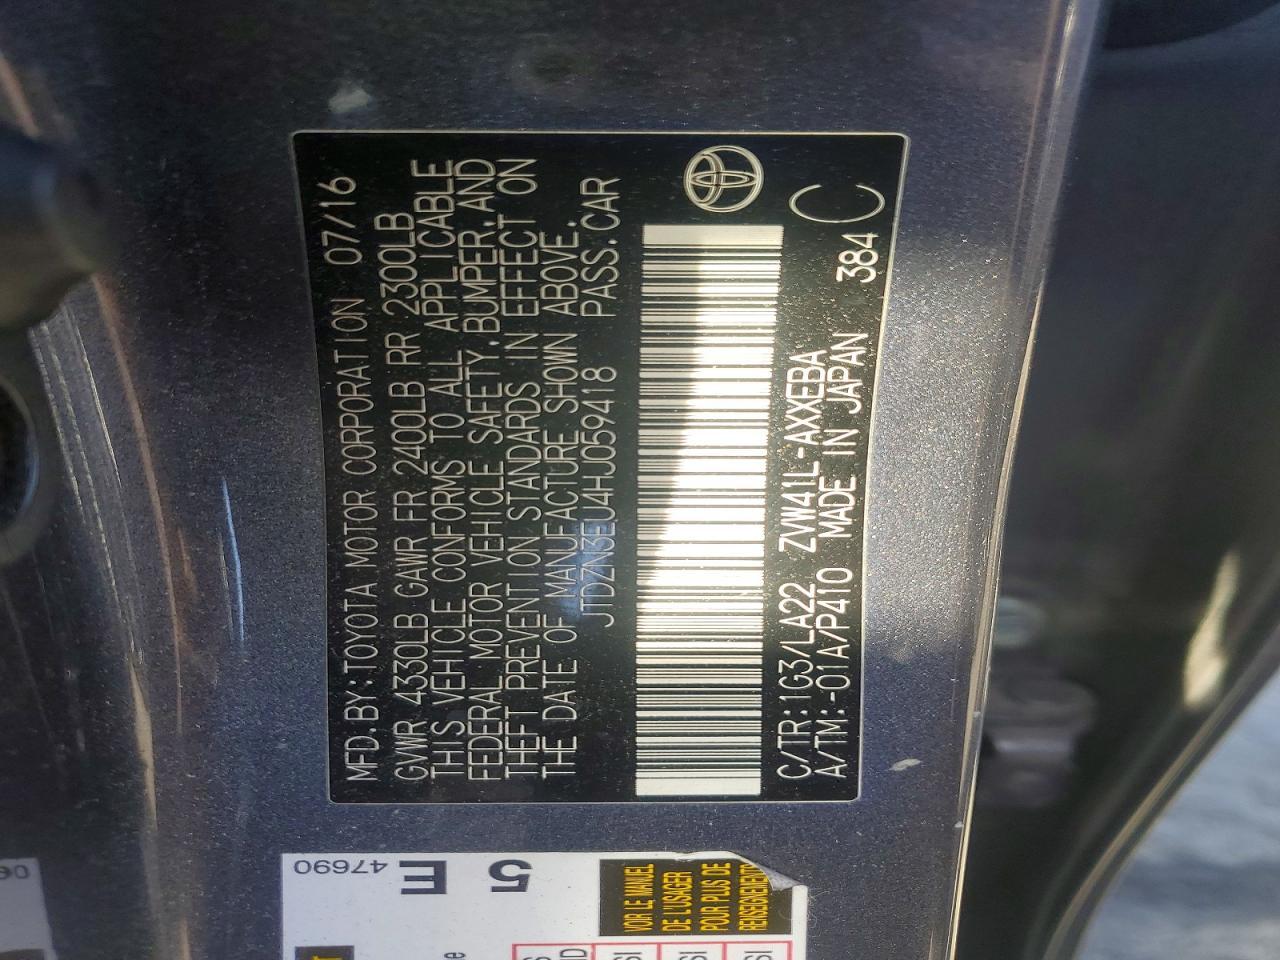 MFD.BY:TOYOTA MOTOR CORPORATION 07/16
GVWR 4330LB GAWR FR 2400LB RR 2300LB
THIS VEHICLE CONFORMS TO ALL APPLICABLE
FEDERAL MOTOR VEHICLE SAFETY,BUMPER,AND
THEFT PREVENTION STANDARDS IN EFFECT ON
THE DATE OF MANUFACTURE SHOWN ABOVE.
JTDZN3EU4HJ059418 PASS.CAR
C/TR:1G3/LA22 ZVW41L-AXXEBA
A/TM:-01A/P410 MADE IN JAPAN 384 C
47690
5 E
VOIR LE MANUEL
DE L'USAGER
POUR PLUS DE
RENSEIGNEMENTS